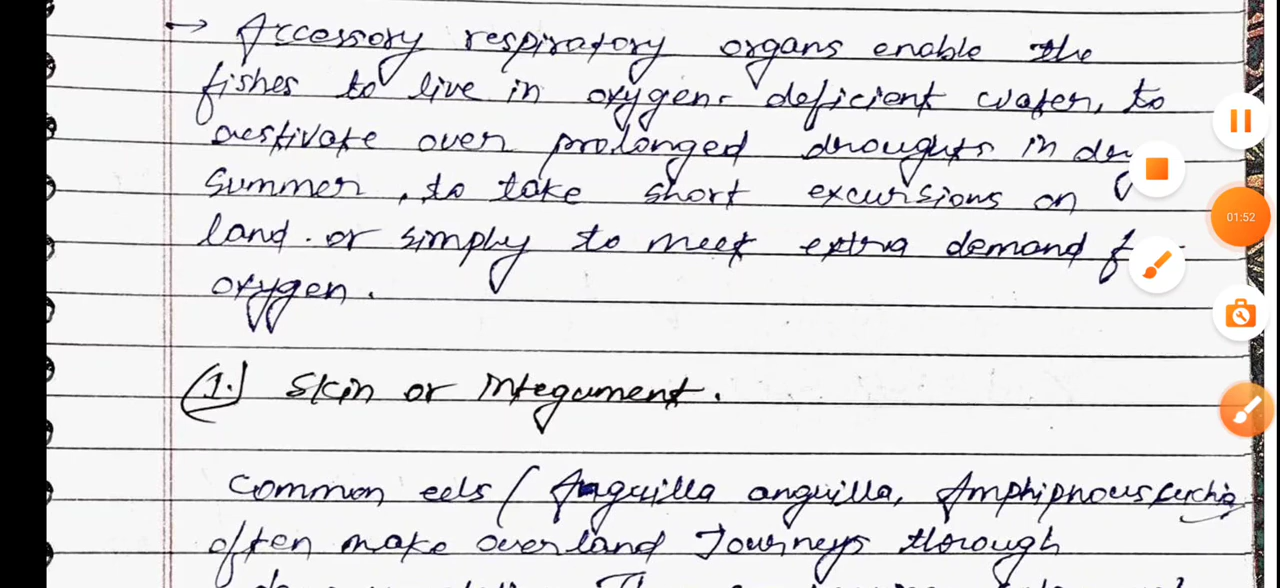 → Accessory respiratory organs enable the
fishes to live in oxygen- deficient water, to
aestivate over prolonged droughts in dry
summer, to take short excursions on
land. or simply to meet extra demand f
oxygen.
(1.) Skin or Integument.
Common eels ( Anguilla anguilla, Amphipnous cuchia
often make overland Journeys through
01:52